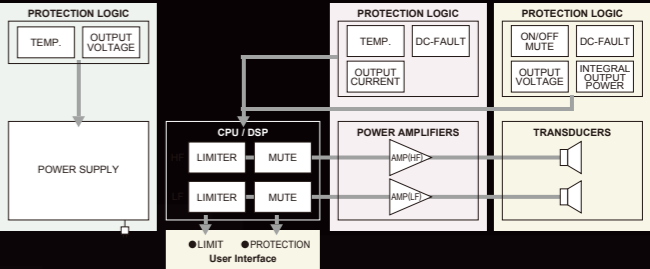 PROTECTION LOGIC
TEMP.
OUTPUT
VOLTAGE
POWER SUPPLY
PROTECTION LOGIC
TEMP.
DC-FAULT
OUTPUT
CURRENT
PROTECTION LOGIC
ON/OFF
MUTE
DC-FAULT
OUTPUT
VOLTAGE
INTEGRAL
OUTPUT
POWER
CPU / DSP
POWER AMPLIFIERS
TRANSDUCERS
HF
LIMITER
MUTE
AMP(HF)
LF
LIMITER
MUTE
AMP(LF)
●LIMIT ●PROTECTION
User Interface